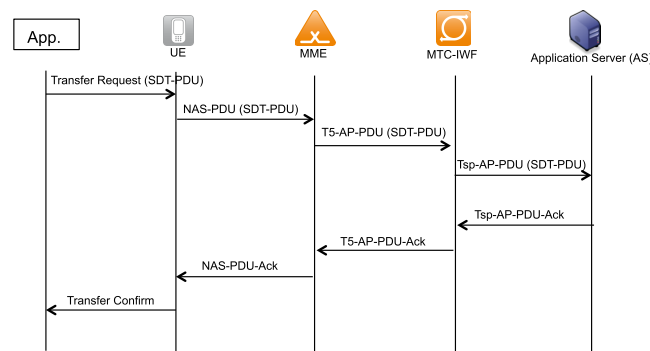 App.
UE
MME
MTC-IWF
Application Server (AS)
Transfer Request (SDT-PDU)
NAS-PDU (SDT-PDU)
T5-AP-PDU (SDT-PDU)
Tsp-AP-PDU (SDT-PDU)
Tsp-AP-PDU-Ack
T5-AP-PDU-Ack
NAS-PDU-Ack
Transfer Confirm